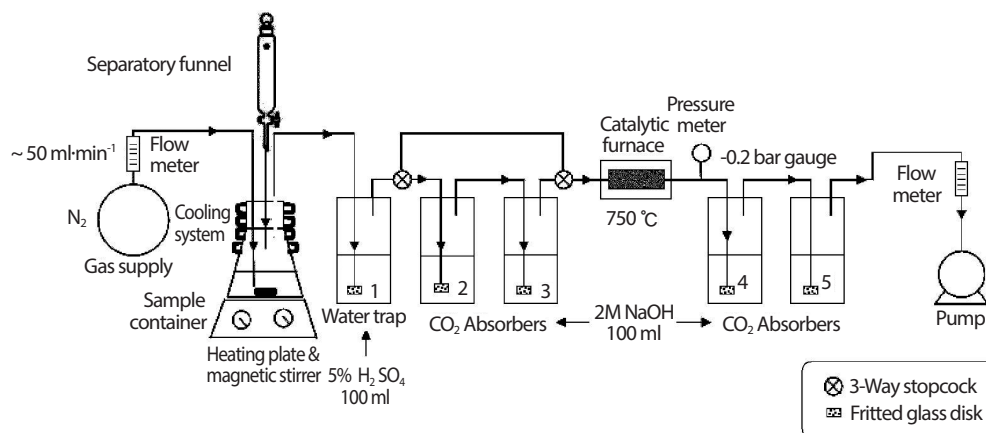 Separatory funnel
~ 50 ml·min-1
Flow
meter
N2
Gas supply
Cooling
system
Sample
container
Heating plate &
magnetic stirrer
1
Water trap
5% H2 SO4
100 ml
2
3
CO2 Absorbers
2M NaOH
100 ml
Catalytic
furnace
750 ℃
Pressure
meter
-0.2 bar gauge
4
5
CO2 Absorbers
Flow
meter
Pump
3-Way stopcock
Fritted glass disk